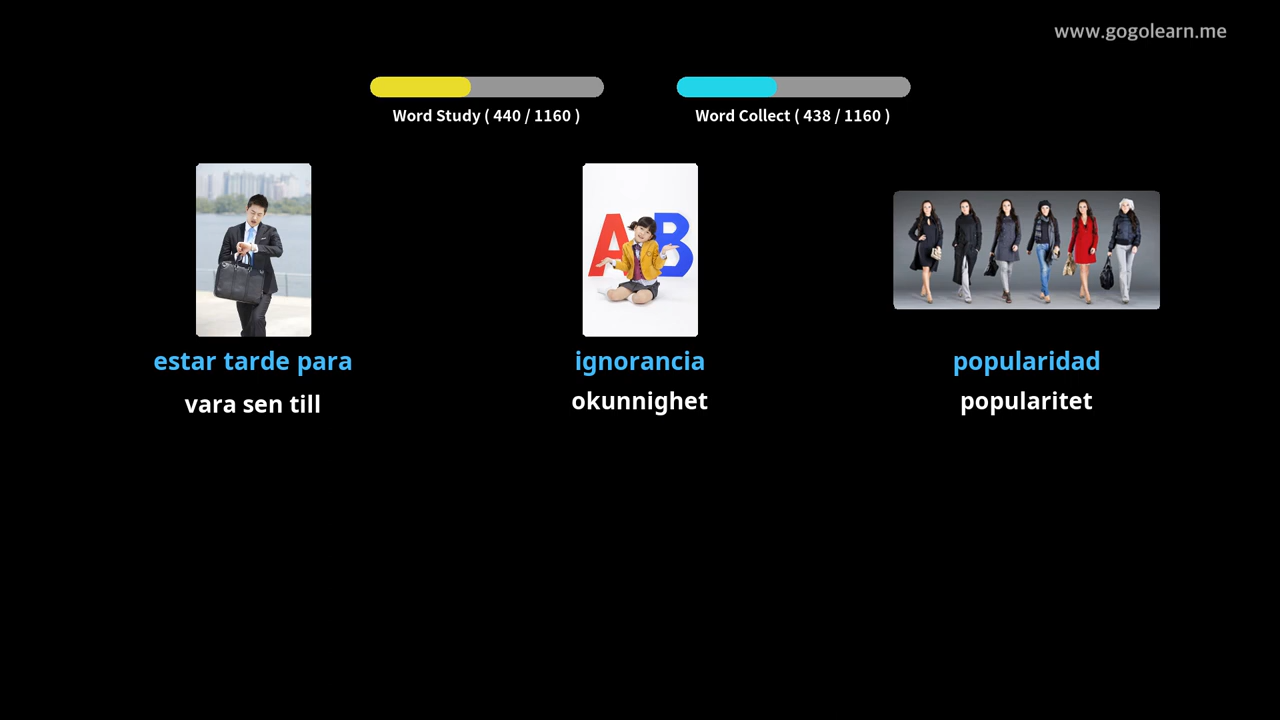 www.gogolearn.me
Word Study ( 440 / 1160 )
Word Collect ( 438 / 1160 )
A B
estar tarde para
vara sen till
ignorancia
okunnighet
popularidad
popularitet